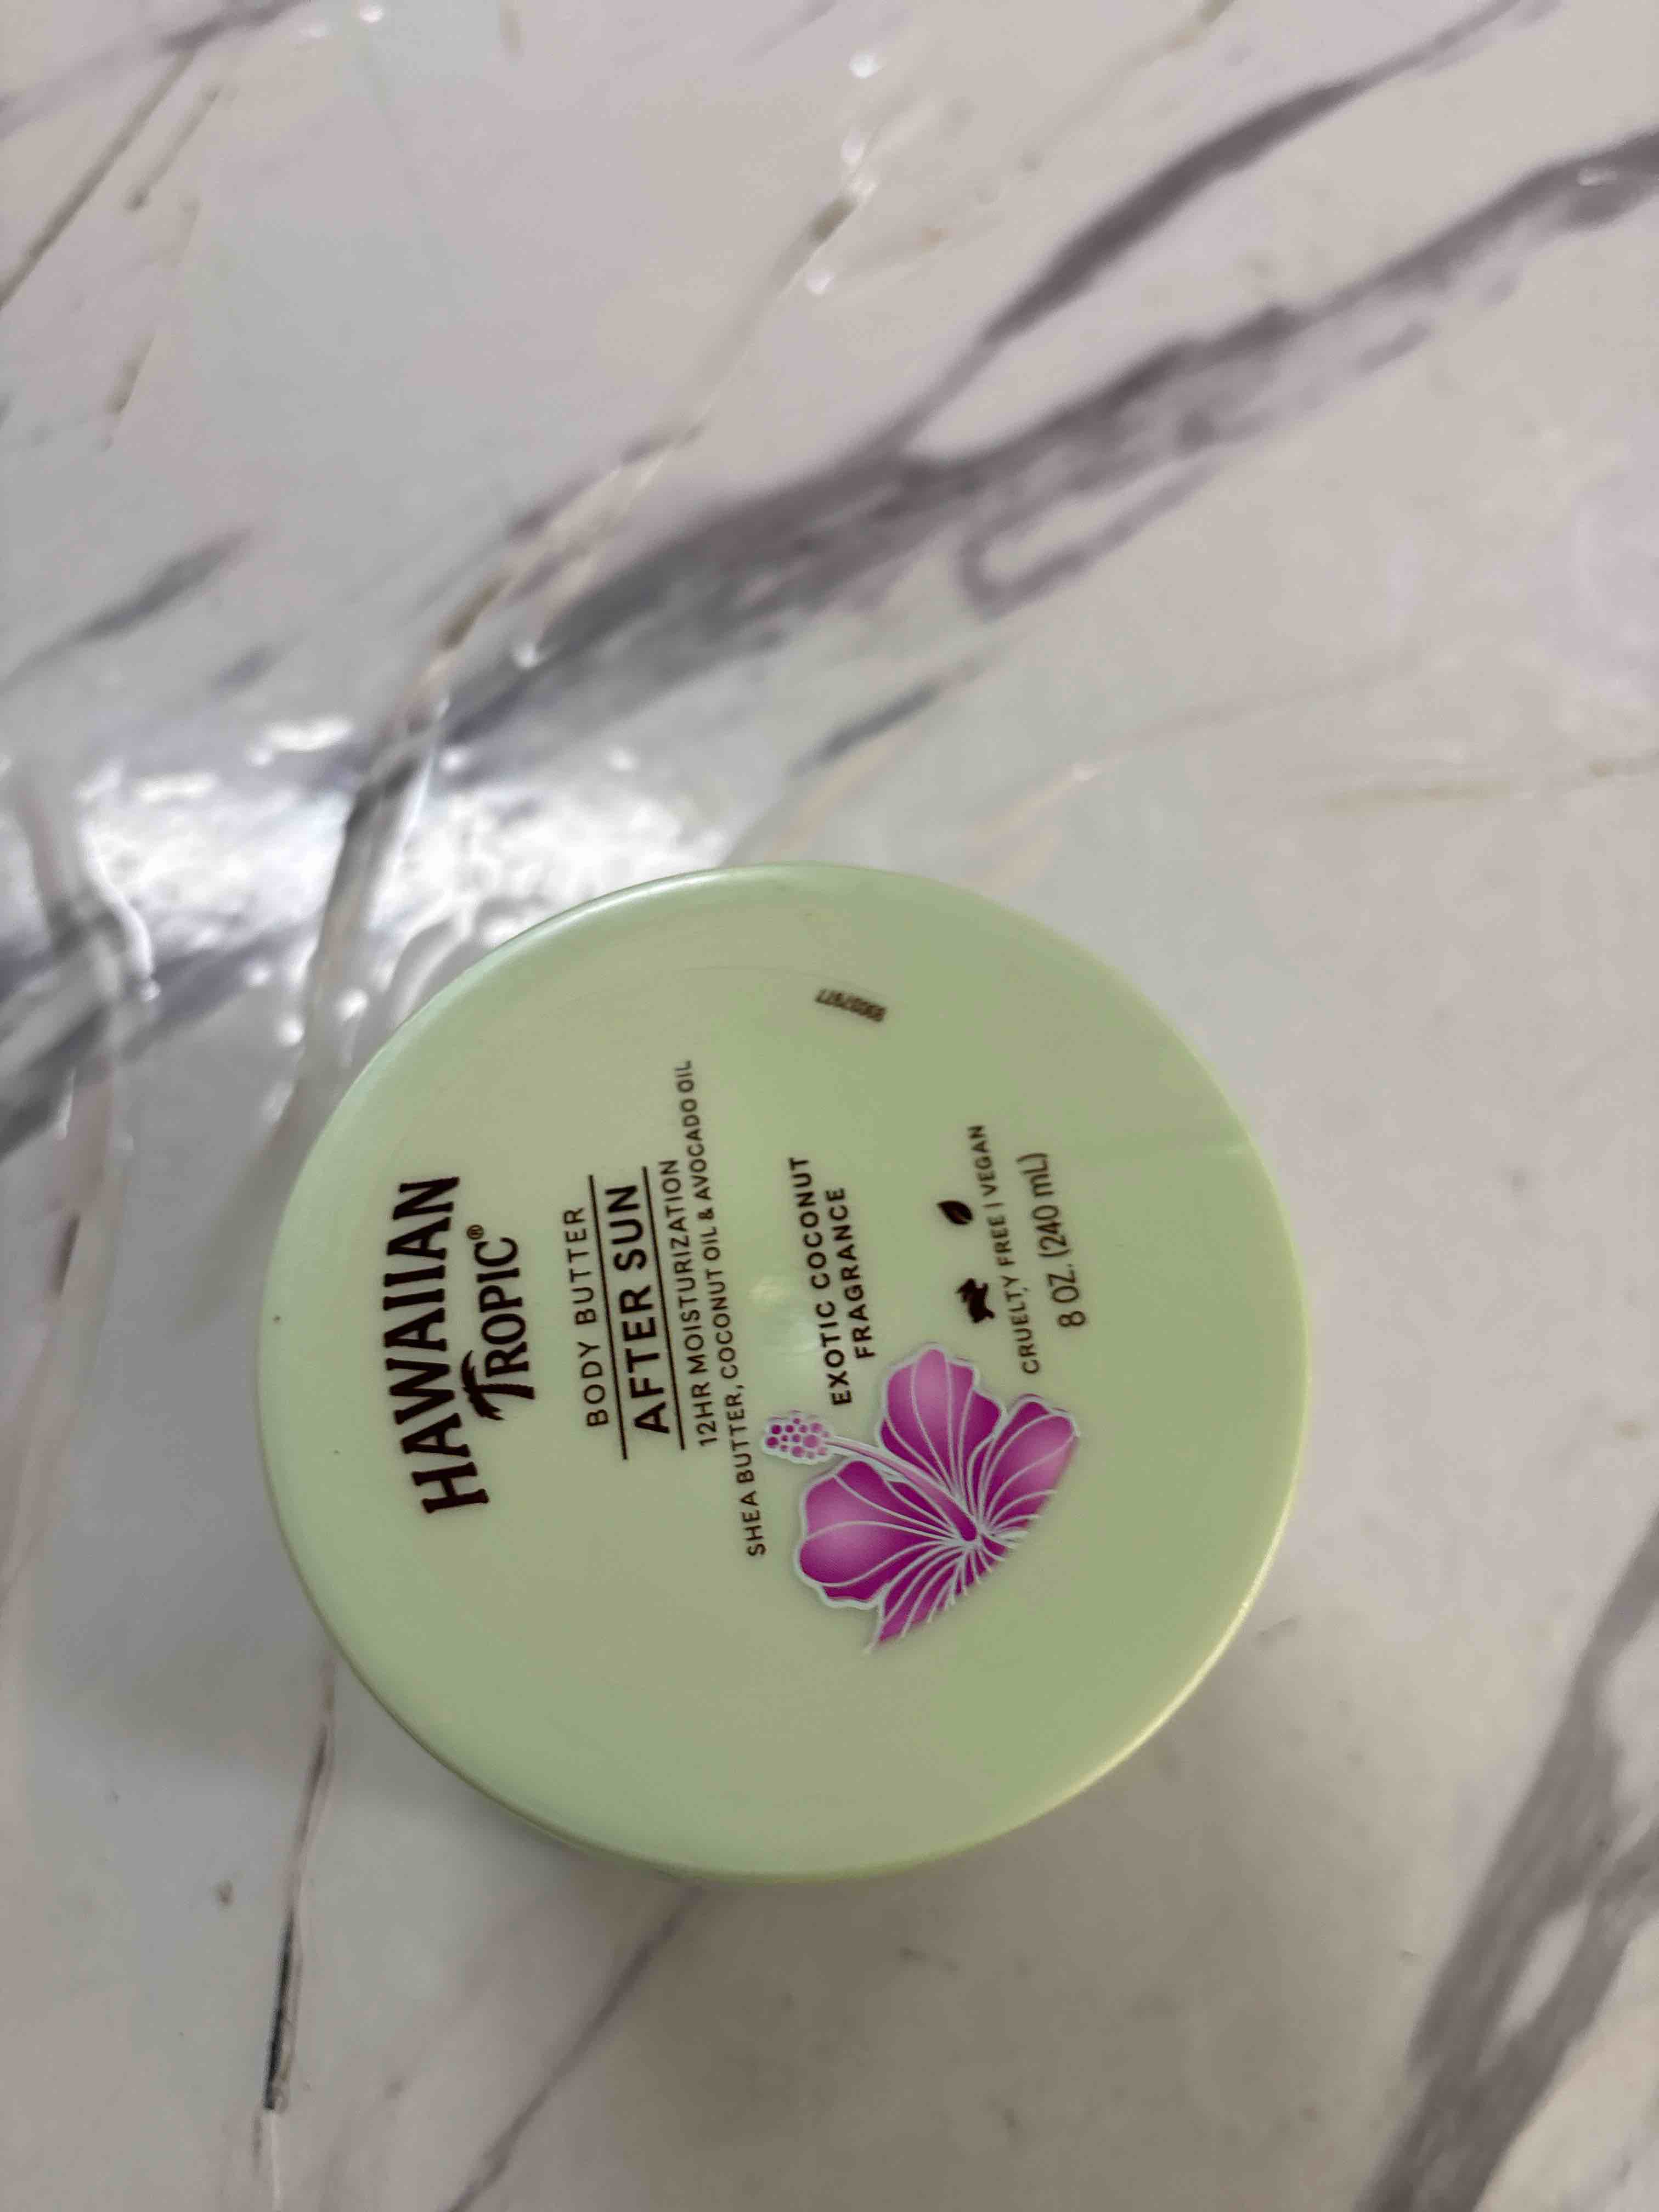 HAWAIIAN
TROPIC®
BODY BUTTER
AFTER SUN
12HR MOISTURIZATION
SHEA BUTTER, COCONUT OIL & AVOCADO OIL
EXOTIC COCONUT
FRAGRANCE
CRUELTY FREE | VEGAN
8 OZ. (240 mL)